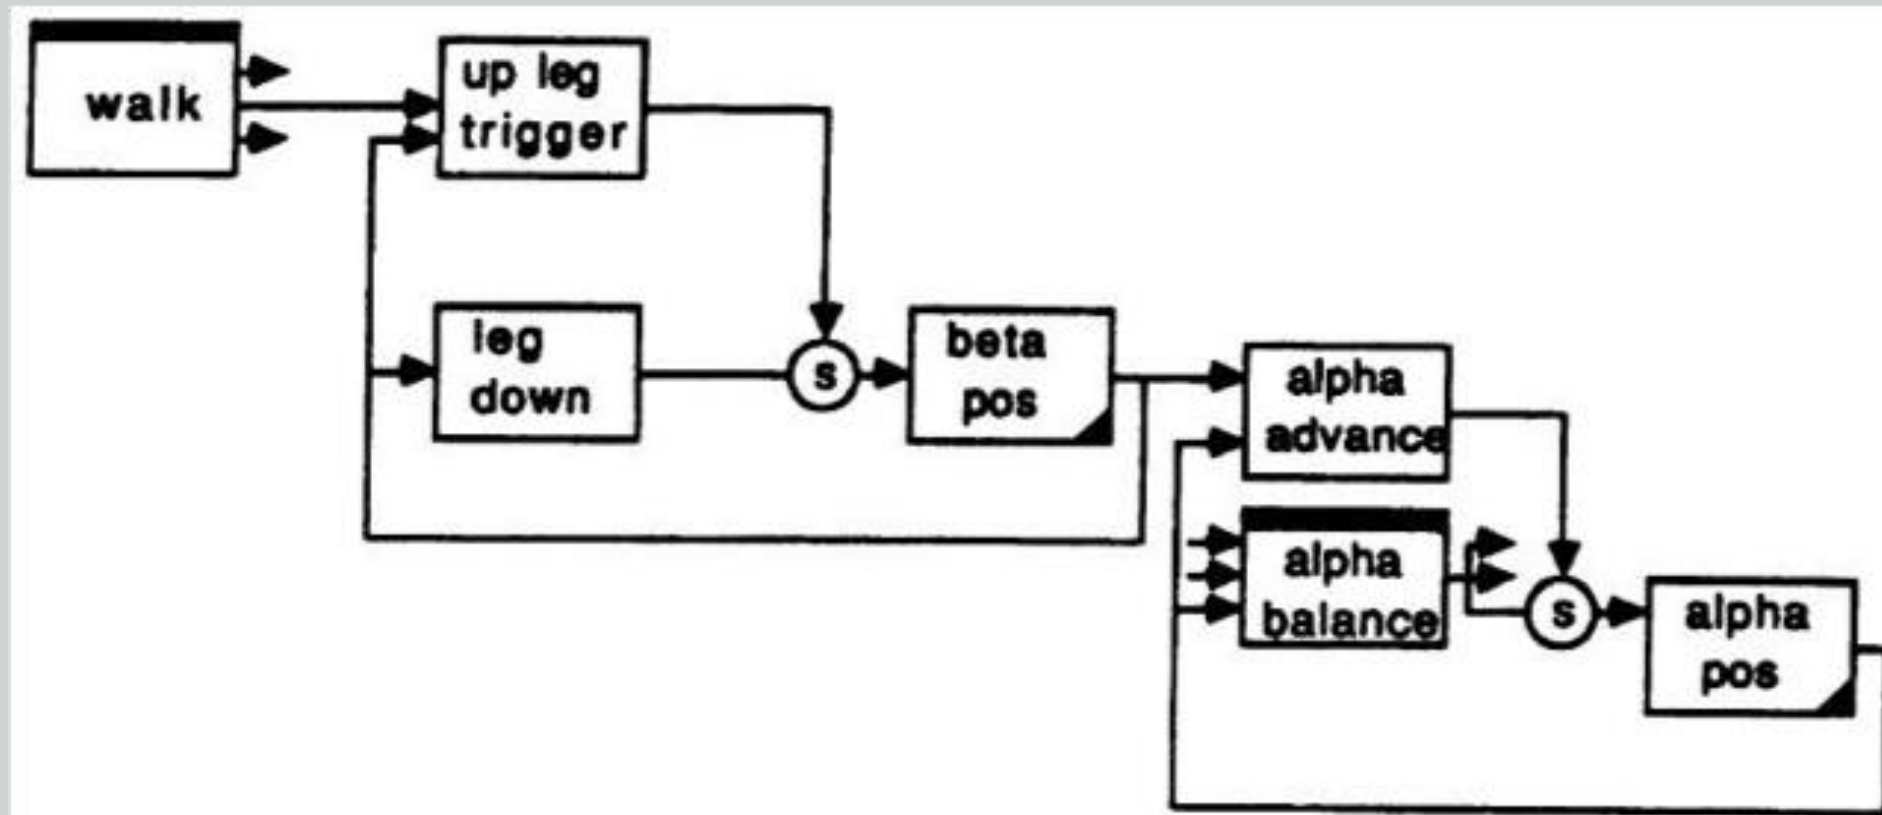 walk
up leg
trigger
leg
down
s
beta
pos
alpha
advance
alpha
balance
s
alpha
pos